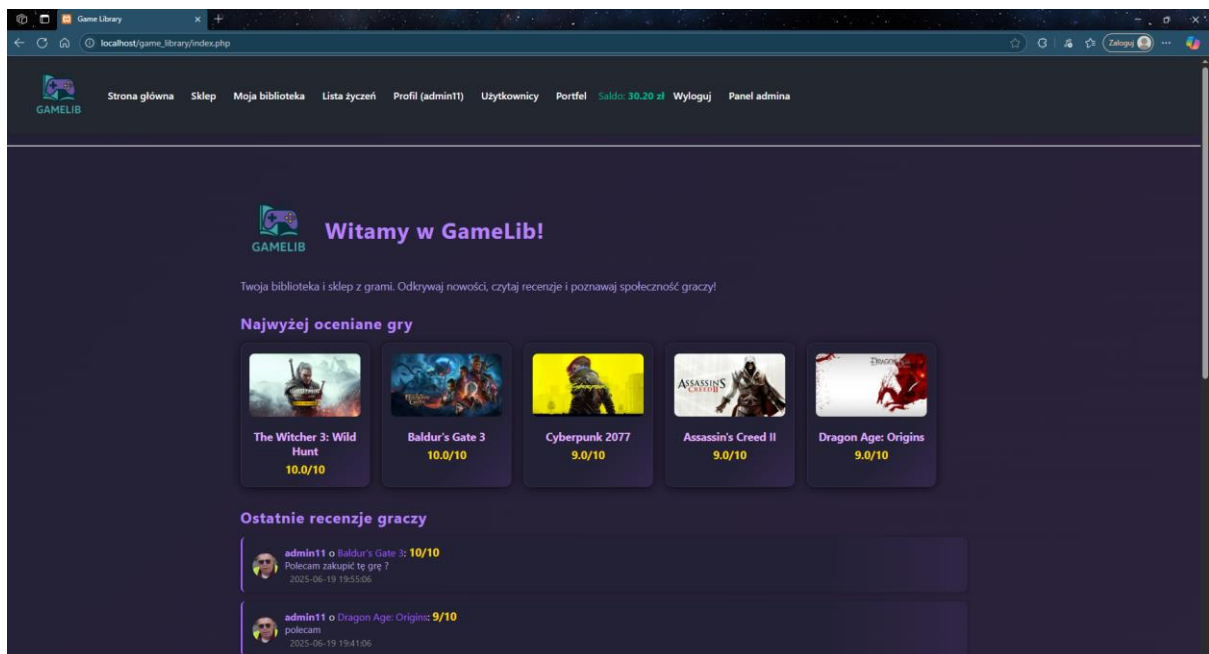 Game Library
localhost/game_library/index.php
Zaloguj
GAMELIB
Strona główna Sklep Moja biblioteka Lista życzeń Profil (admin11) Użytkownicy Portfel Saldo: 30.20 zł Wyloguj Panel admina
GAMELIB
Witamy w GameLib!
Twoja biblioteka i sklep z grami. Odkrywaj nowości, czytaj recenzje i poznawaj społeczność graczy!
Najwyżej oceniane gry
ASSASSIN'S
CREED II
The Witcher 3: Wild
Hunt
10.0/10
Baldur's Gate 3
10.0/10
Cyberpunk 2077
9.0/10
Assassin's Creed II
9.0/10
Dragon Age: Origins
9.0/10
Ostatnie recenzje graczy
admin11 o Baldur's Gate 3: 10/10
Polecam zakupić tę grę ?
2025-06-19 19:55:06
admin11 o Dragon Age: Origins: 9/10
polecam
2025-06-19 19:41:06